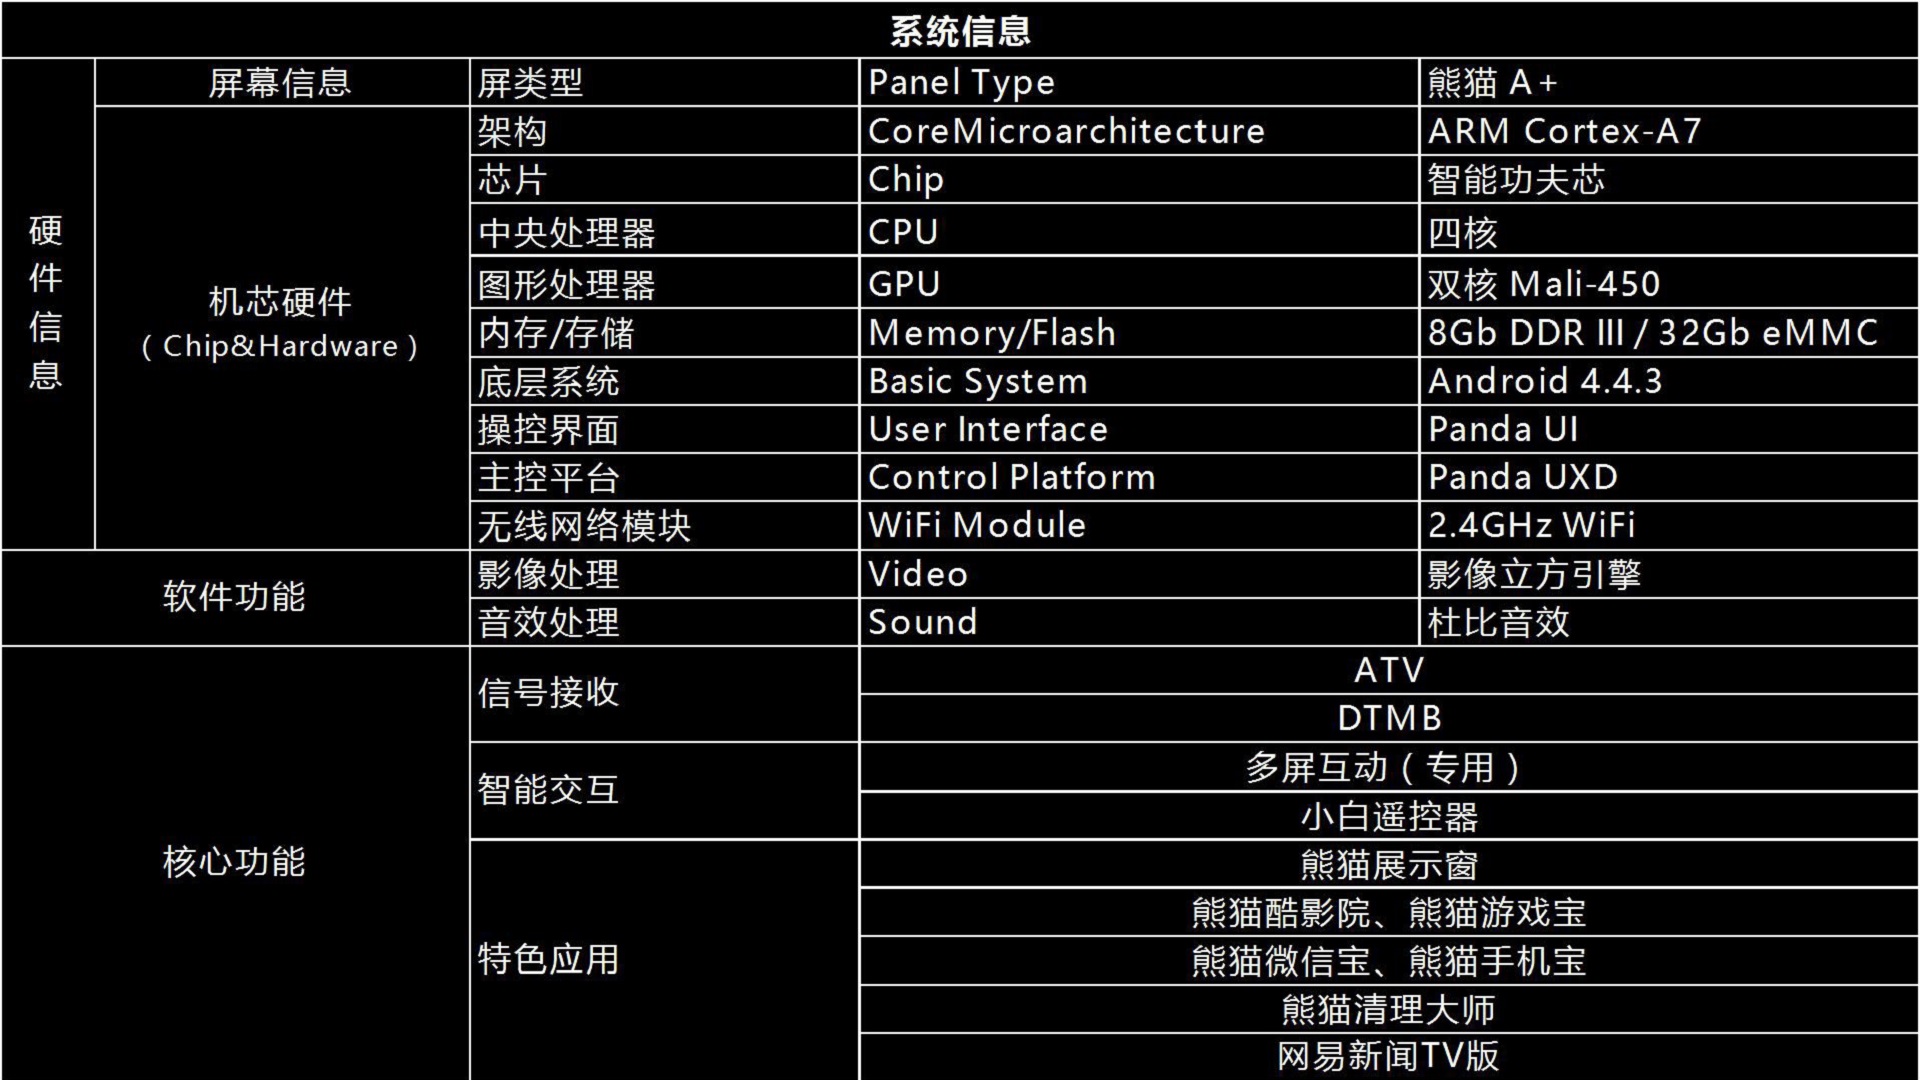 系统信息
硬件信息
屏幕信息 屏类型 Panel Type 熊猫 A+
机芯硬件
(Chip&Hardware)
架构 CoreMicroarchitecture ARM Cortex-A7
芯片 Chip 智能功夫芯
中央处理器 CPU 四核
图形处理器 GPU 双核 Mali-450
内存/存储 Memory/Flash 8Gb DDR III / 32Gb eMMC
底层系统 Basic System Android 4.4.3
操控界面 User Interface Panda UI
主控平台 Control Platform Panda UXD
无线网络模块 WiFi Module 2.4GHz WiFi
软件功能
影像处理 Video 影像立方引擎
音效处理 Sound 杜比音效
核心功能
信号接收
ATV
DTMB
智能交互
多屏互动（专用）
小白遥控器
特色应用
熊猫展示窗
熊猫酷影院、熊猫游戏宝
熊猫微信宝、熊猫手机宝
熊猫清理大师
网易新闻TV版